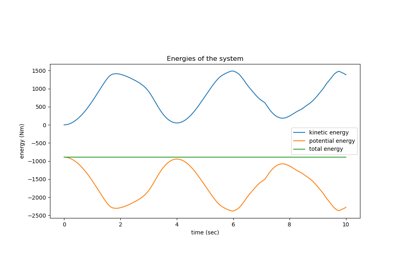 Energies of the system
1500
1000
500
0
−500
−1000
−1500
−2000
−2500
energy (Nm)
kinetic energy
potential energy
total energy
0
2
4
6
8
10
time (sec)